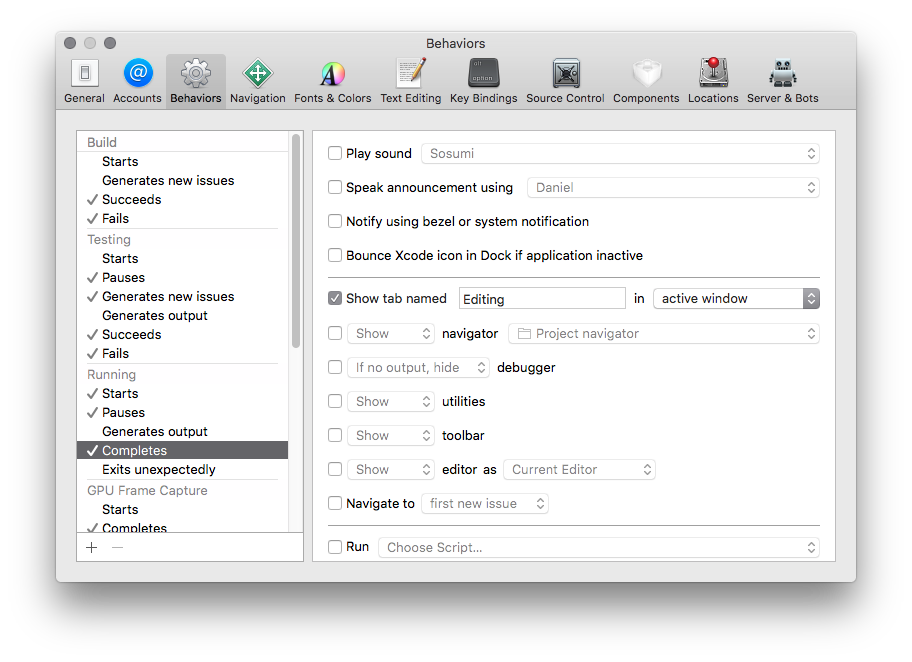 Behaviors
General Accounts Behaviors Navigation Fonts & Colors Text Editing Key Bindings Source Control Components Locations Server & Bots
alt
option
Build
Starts
Generates new issues
Succeeds
Fails
Testing
Starts
Pauses
Generates new issues
Generates output
Succeeds
Fails
Running
Starts
Pauses
Generates output
Completes
Exits unexpectedly
GPU Frame Capture
Starts
Completes
Play sound Sosumi
Speak announcement using Daniel
Notify using bezel or system notification
Bounce Xcode icon in Dock if application inactive
Show tab named Editing in active window
Show navigator Project navigator
If no output, hide debugger
Show utilities
Show toolbar
Show editor as Current Editor
Navigate to first new issue
Run Choose Script...